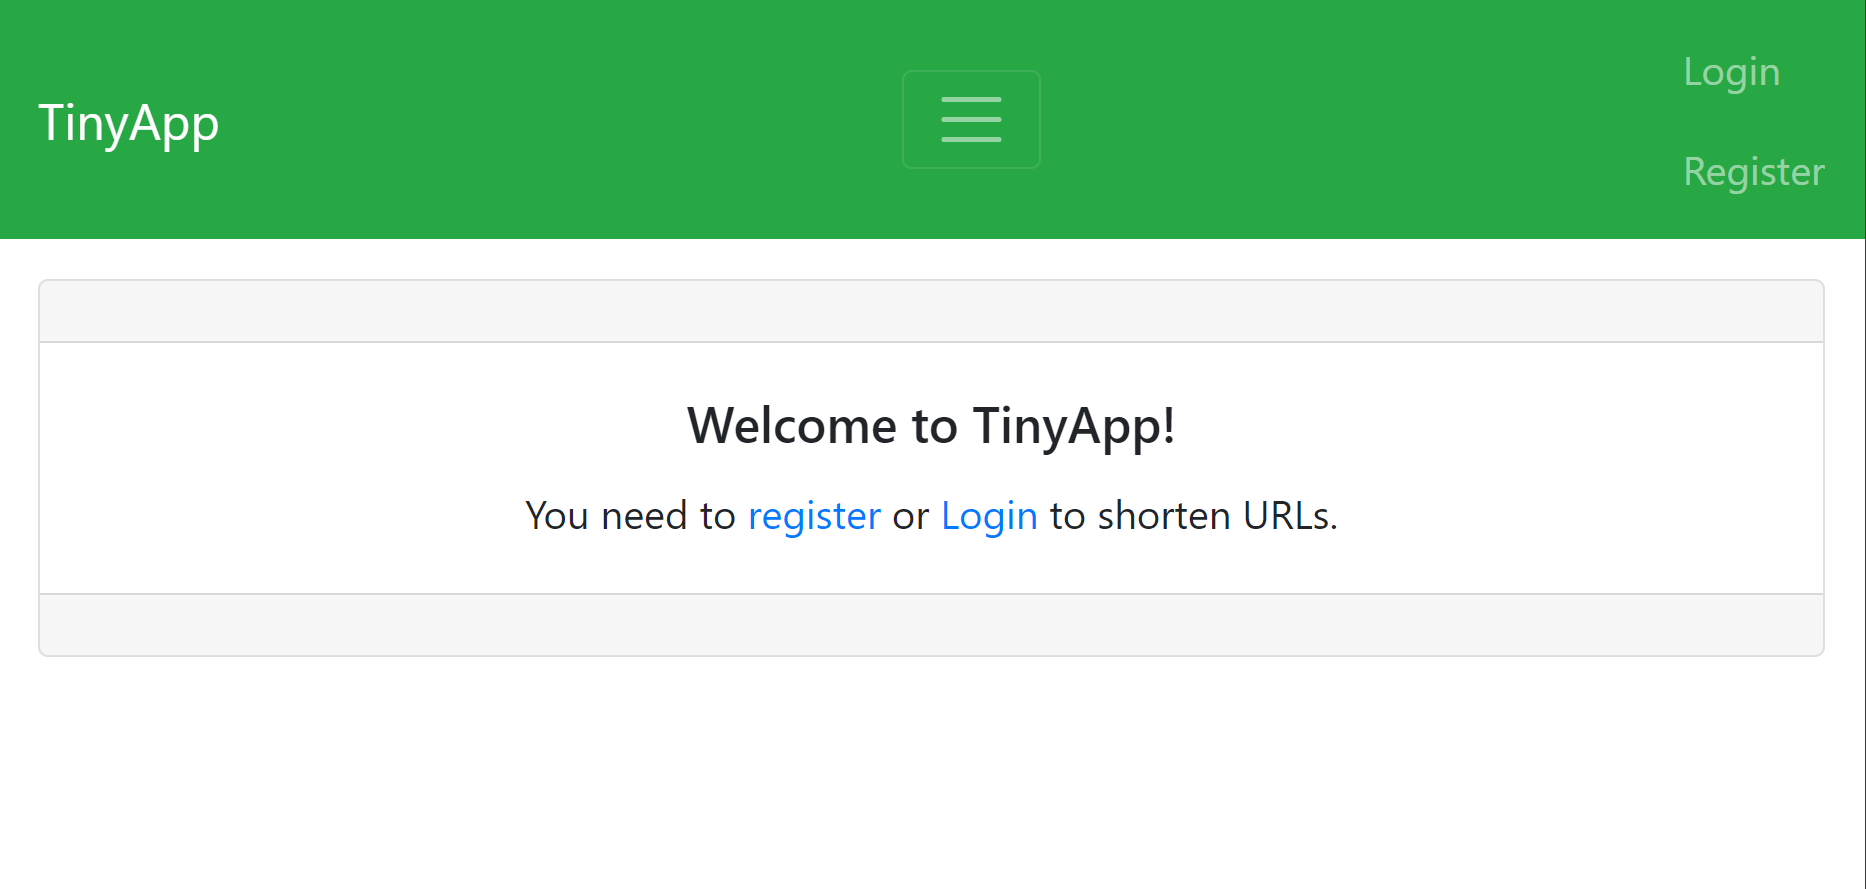 TinyApp
Login
Register
Welcome to TinyApp!
You need to register or Login to shorten URLs.